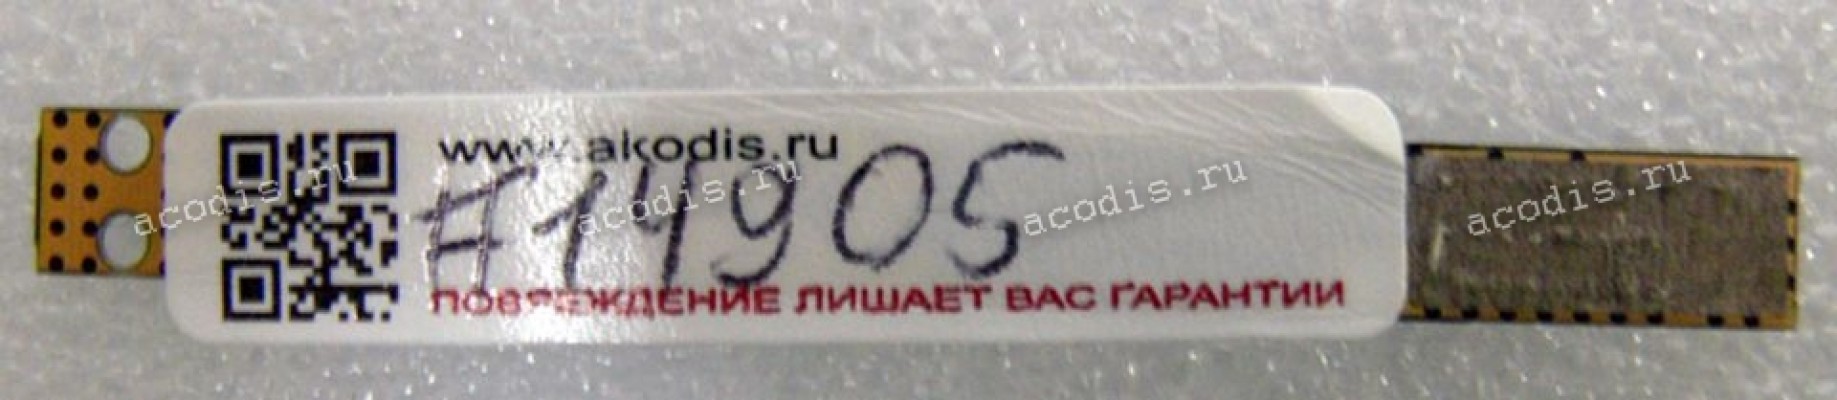 www.akodis.ru
#14905
ПОВРЕЖДЕНИЕ ЛИШАЕТ ВАС ГАРАНТИИ
acodis.ru
acodis.ru
acodis.ru
acodis.ru